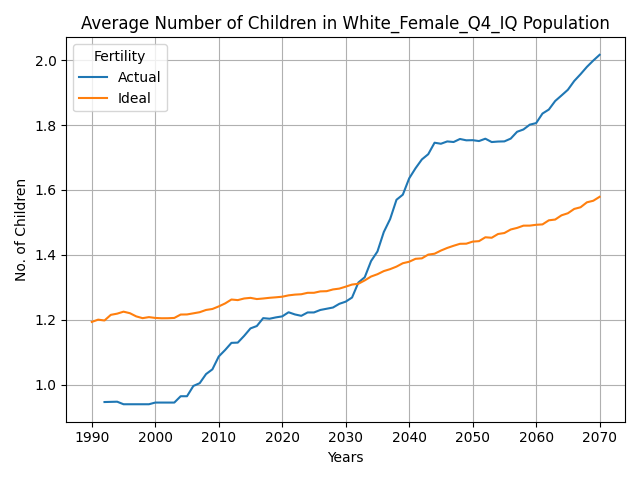 Average Number of Children in White_Female_Q4_IQ Population
Fertility
Actual
Ideal
No. of Children
2.0
1.8
1.6
1.4
1.2
1.0
1990 2000 2010 2020 2030 2040 2050 2060 2070
Years